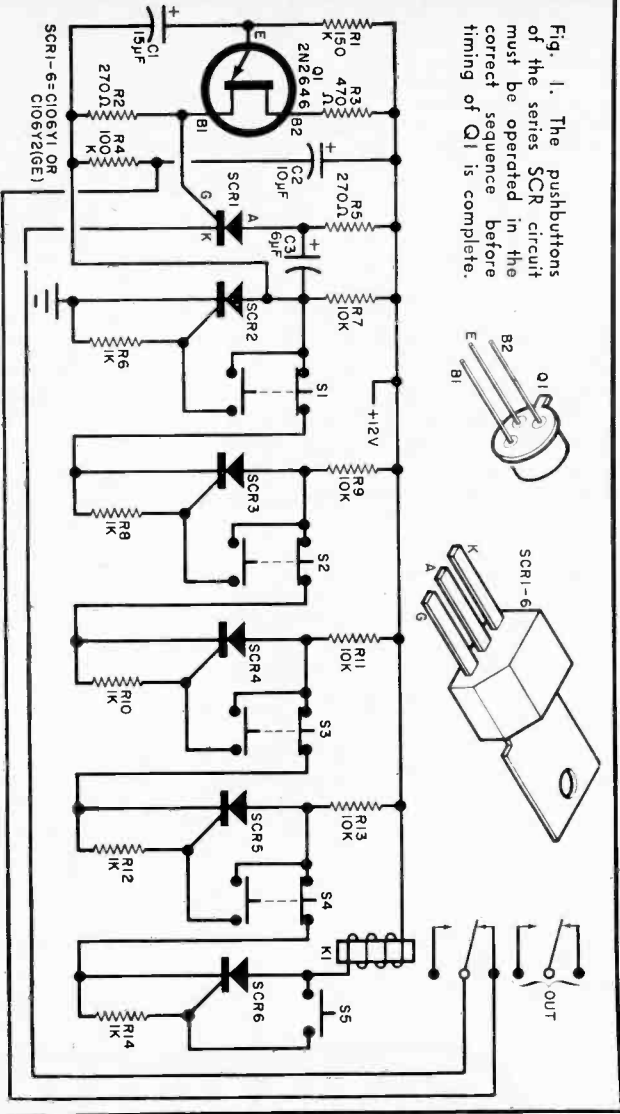 Fig. 1. The pushbuttons
of the series SCR circuit
must be operated in the
correct sequence before
timing of Q1 is complete.
B2
E
B1
Q1
SCR1-6
K
A
G
OUT
R1
150
K
R3
470
Ω
R5
270Ω
R7
10K
+12V
R9
10K
R11
10K
R13
10K
K1
E
Q1
2N2646
B2
B1
+
C1
15μF
+
C2
10μF
+
C3
6μF
SCR1
A
G
K
R2
270Ω
R4
100
K
SCR1-6=C106Y1 OR
C106Y2(GE)
SCR2
R6
1K
S1
SCR3
R8
1K
S2
SCR4
R10
1K
S3
SCR5
R12
1K
S4
SCR6
R14
1K
S5